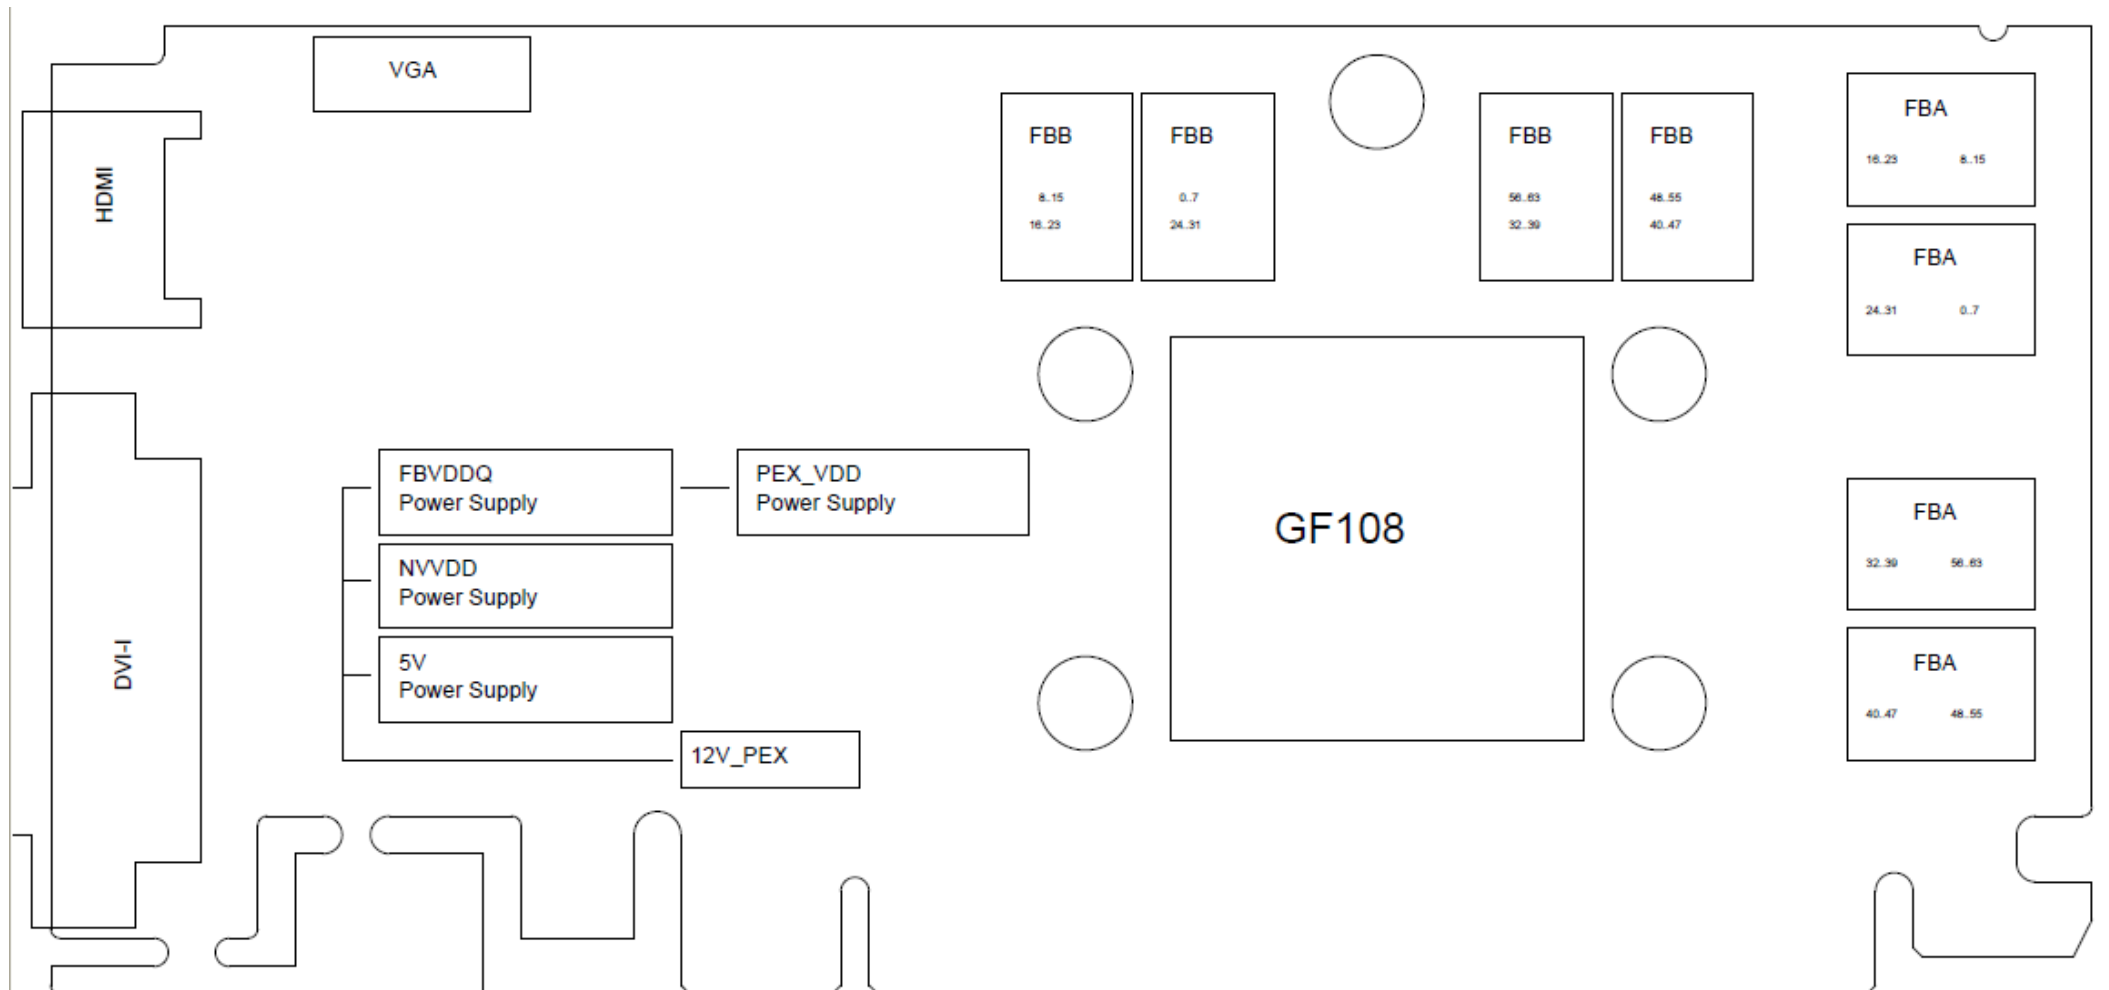 VGA
HDMI
FBB
8..15
16..23
FBB
0..7
24..31
FBB
56..63
32..39
FBB
48..55
40..47
FBA
16..23 8..15
FBA
24..31 0..7
FBVDDQ
Power Supply
PEX_VDD
Power Supply
NVVDD
Power Supply
5V
Power Supply
12V_PEX
DVI-I
GF108
FBA
32..39 56..63
FBA
40..47 48..55